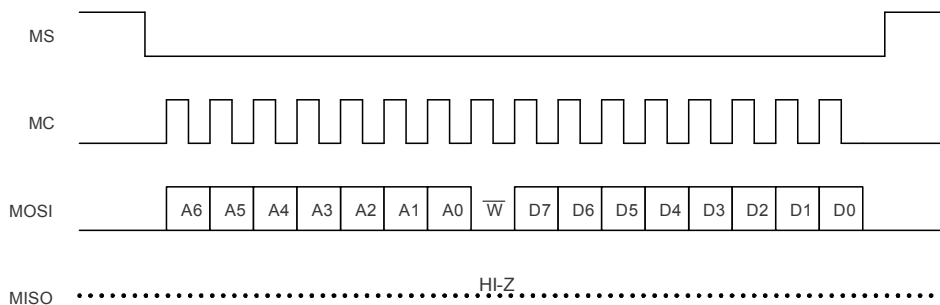 MS
MC
MOSI A6 A5 A4 A3 A2 A1 A0 W̅ D7 D6 D5 D4 D3 D2 D1 D0
HI-Z
MISO